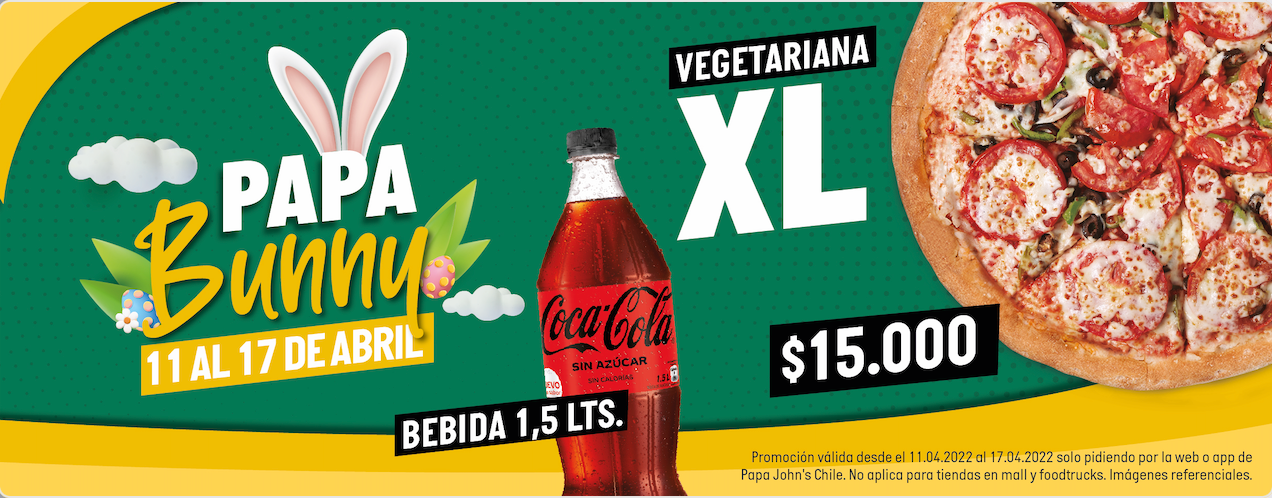 PAPA
Bunny
11 AL 17 DE ABRIL
VEGETARIANA
XL
$15.000
Coca-Cola
SIN AZÚCAR
SIN CALORÍAS
BEBIDA 1,5 LTS.
Promoción válida desde el 11.04.2022 al 17.04.2022 solo pidiendo por la web o app de
Papa John's Chile. No aplica para tiendas en mall y foodtrucks. Imágenes referenciales.